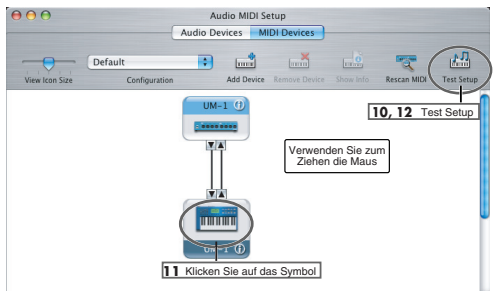 Audio MIDI Setup
Audio Devices MIDI Devices
Default
View Icon Size Configuration Add Device Remove Device Show Info Rescan MIDI Test Setup
10, 12 Test Setup
UM-1
Verwenden Sie zum
Ziehen die Maus
UM-1
11 Klicken Sie auf das Symbol